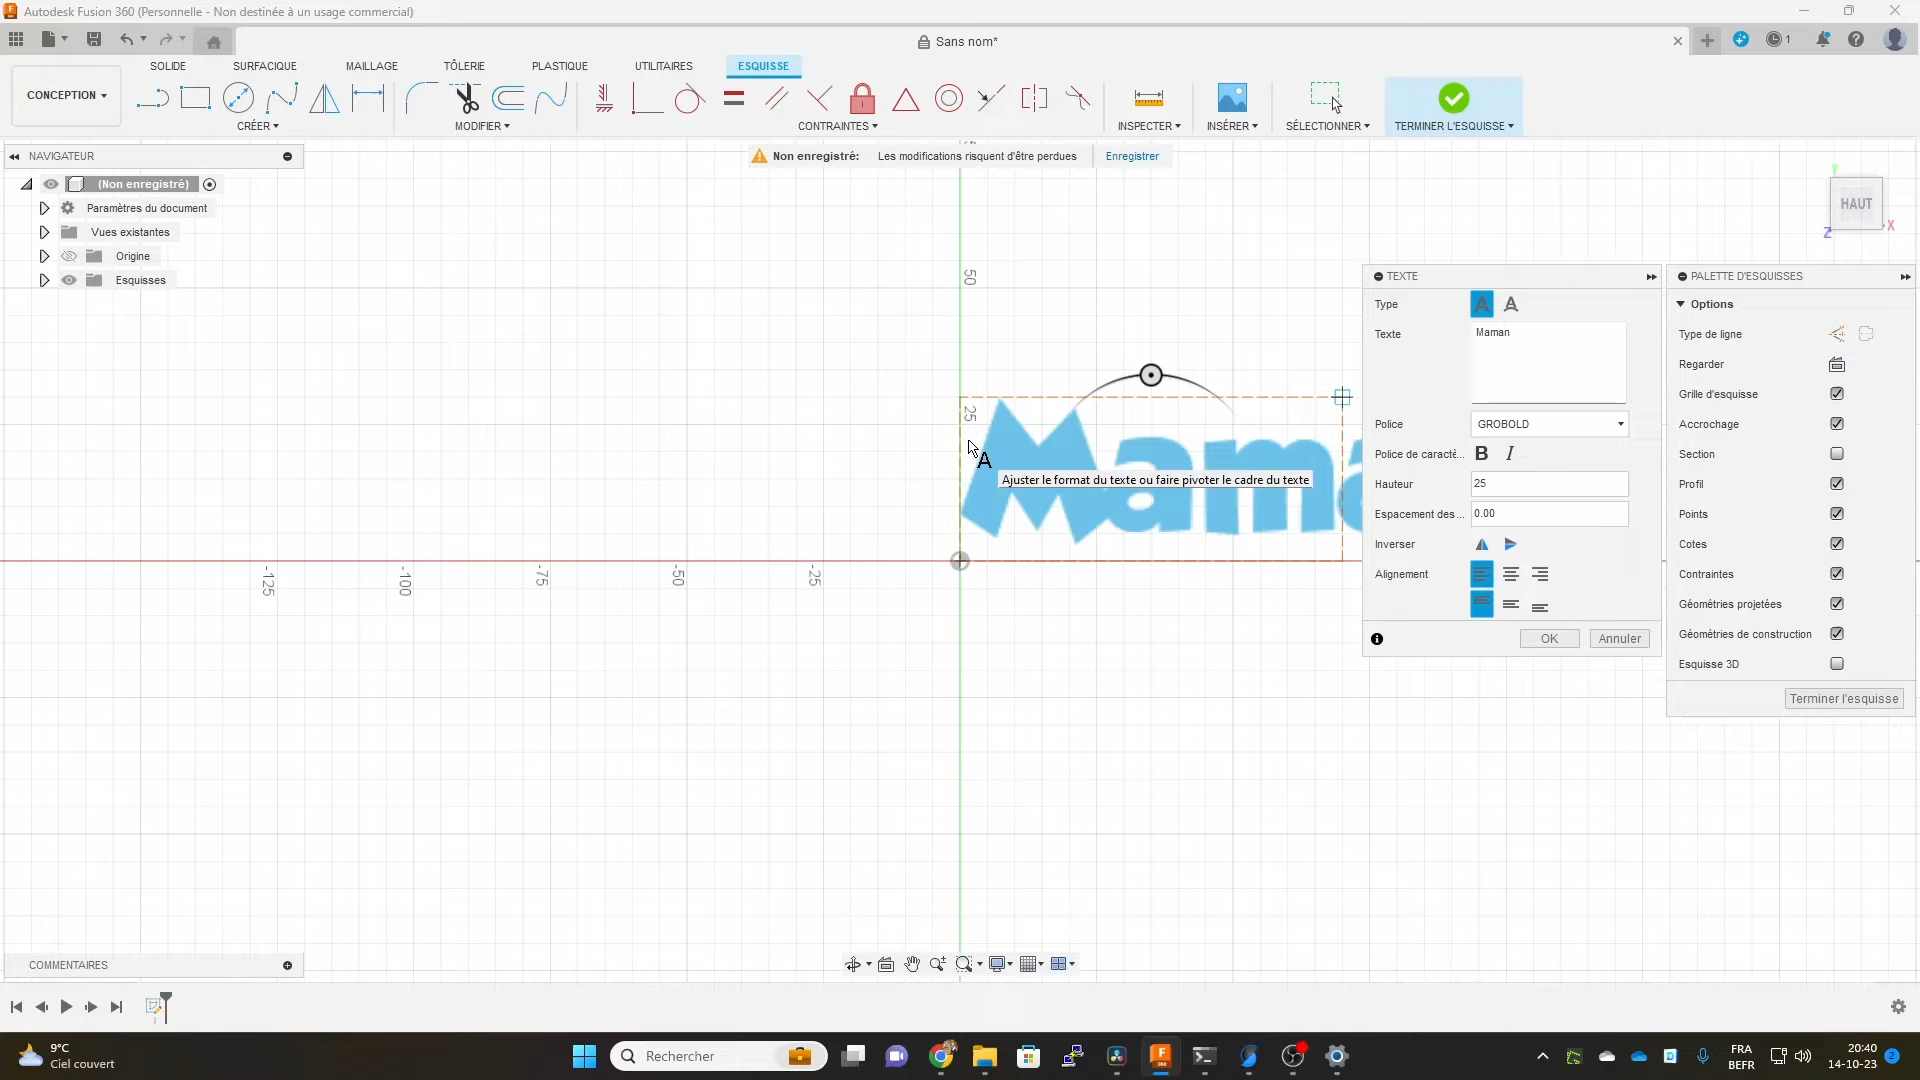 Autodesk Fusion 360 (Personnelle - Non destinée à un usage commercial)
Sans nom*
1
SOLIDE
SURFACIQUE
MAILLAGE
TÔLERIE
PLASTIQUE
UTILITAIRES
ESQUISSE
CONCEPTION
CRÉER
MODIFIER
CONTRAINTES
INSPECTER
INSÉRER
SÉLECTIONNER
TERMINER L'ESQUISSE
NAVIGATEUR
Non enregistré:
Les modifications risquent d'être perdues
Enregistrer
(Non enregistré)
Paramètres du document
Vues existantes
Origine
Esquisses
HAUT
Y
X
Z
50
25
-125
-100
-75
-50
-25
Mama
A
Ajuster le format du texte ou faire pivoter le cadre du texte
TEXTE
Type
A
A
Texte
Maman
Police
GROBOLD
Police de caractè...
B
I
Hauteur
25
Espacement des...
0.00
Inverser
Alignement
OK
Annuler
PALETTE D'ESQUISSES
Options
Type de ligne
Regarder
Grille d'esquisse
Accrochage
Section
Profil
Points
Cotes
Contraintes
Géométries projetées
Géométries de construction
Esquisse 3D
Terminer l'esquisse
COMMENTAIRES
9°C
Ciel couvert
Rechercher
FRA
BEFR
20:40
14-10-23
2